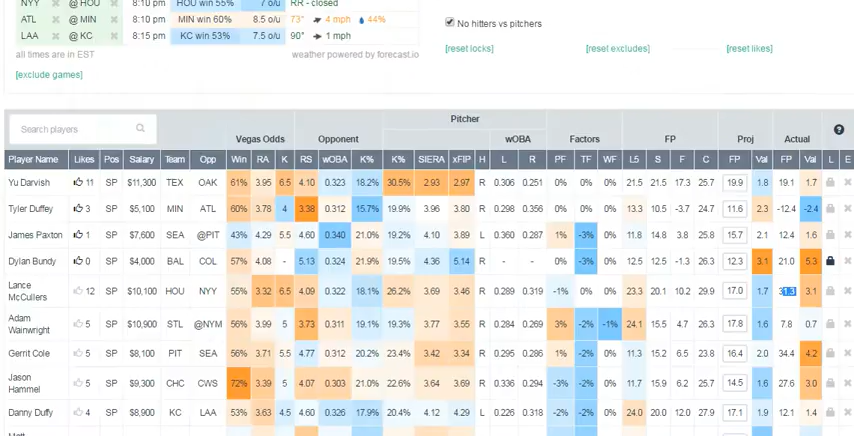 NYY @ HOU 8:10 pm HOU win 55% 7 o/u RR - closed
ATL @ MIN 8:10 pm MIN win 60% 8.5 o/u 73° 4 mph 44%
LAA @ KC 8:15 pm KC win 53% 7.5 o/u 90° 1 mph
all times are in EST weather powered by forecast.io
[exclude games]
No hitters vs pitchers
[reset locks] [reset excludes] [reset likes]
Search players
Pitcher
Vegas Odds Opponent wOBA Factors FP Proj Actual
Player Name Likes Pos Salary Team Opp Win RA K RS wOBA K% K% SIERA xFIP H L R PF TF WF L5 S F C FP Val FP Val L E
Yu Darvish 11 SP $11,300 TEX OAK 61% 3.95 6.5 4.10 0.323 18.2% 30.5% 2.93 2.97 R 0.306 0.251 0% 0% 0% 21.5 21.5 17.3 25.7 19.9 1.8 19.1 1.7
Tyler Duffey 3 SP $5,100 MIN ATL 60% 3.78 4 3.38 0.312 15.7% 19.9% 3.96 3.80 R 0.298 0.356 0% 0% 0% 13.3 10.5 -3.7 24.7 11.6 2.3 -12.4 -2.4
James Paxton 1 SP $7,600 SEA @PIT 43% 4.29 5.5 4.60 0.340 21.0% 19.2% 4.10 3.89 L 0.360 0.287 1% -3% 0% 11.8 14.8 3.8 25.8 15.7 2.1 12.4 1.6
Dylan Bundy 0 SP $4,000 BAL COL 57% 4.08 - 5.13 0.324 21.9% 19.5% 4.36 5.14 R - - 0% -3% 0% 12.5 12.5 -1.3 26.3 12.3 3.1 21.0 5.3
Lance McCullers 12 SP $10,100 HOU NYY 55% 3.32 6.5 4.09 0.322 18.1% 26.2% 3.69 3.46 R 0.289 0.319 -1% 0% 0% 23.3 20.1 10.2 29.9 17.0 1.7 31.3 3.1
Adam Wainwright 5 SP $10,900 STL @NYM 56% 3.99 5 3.73 0.311 19.1% 19.3% 3.77 3.55 R 0.284 0.269 3% -2% -1% 24.1 15.5 4.7 26.3 17.8 1.6 7.8 0.7
Gerrit Cole 5 SP $8,100 PIT SEA 56% 3.71 5.5 4.77 0.312 20.2% 23.4% 3.42 3.34 R 0.295 0.286 1% -2% 0% 11.3 15.2 6.5 23.8 16.4 2.0 34.4 4.2
Jason Hammel 5 SP $9,300 CHC CWS 72% 3.39 5 4.07 0.303 21.0% 22.6% 3.64 3.69 R 0.336 0.294 -3% -2% 0% 11.7 15.9 6.2 25.7 14.5 1.6 27.6 3.0
Danny Duffy 4 SP $8,900 KC LAA 53% 3.63 4.5 4.60 0.326 17.9% 20.4% 4.12 4.29 L 0.226 0.318 -2% -2% 0% 24.0 20.0 12.0 27.9 17.1 1.9 12.1 1.4